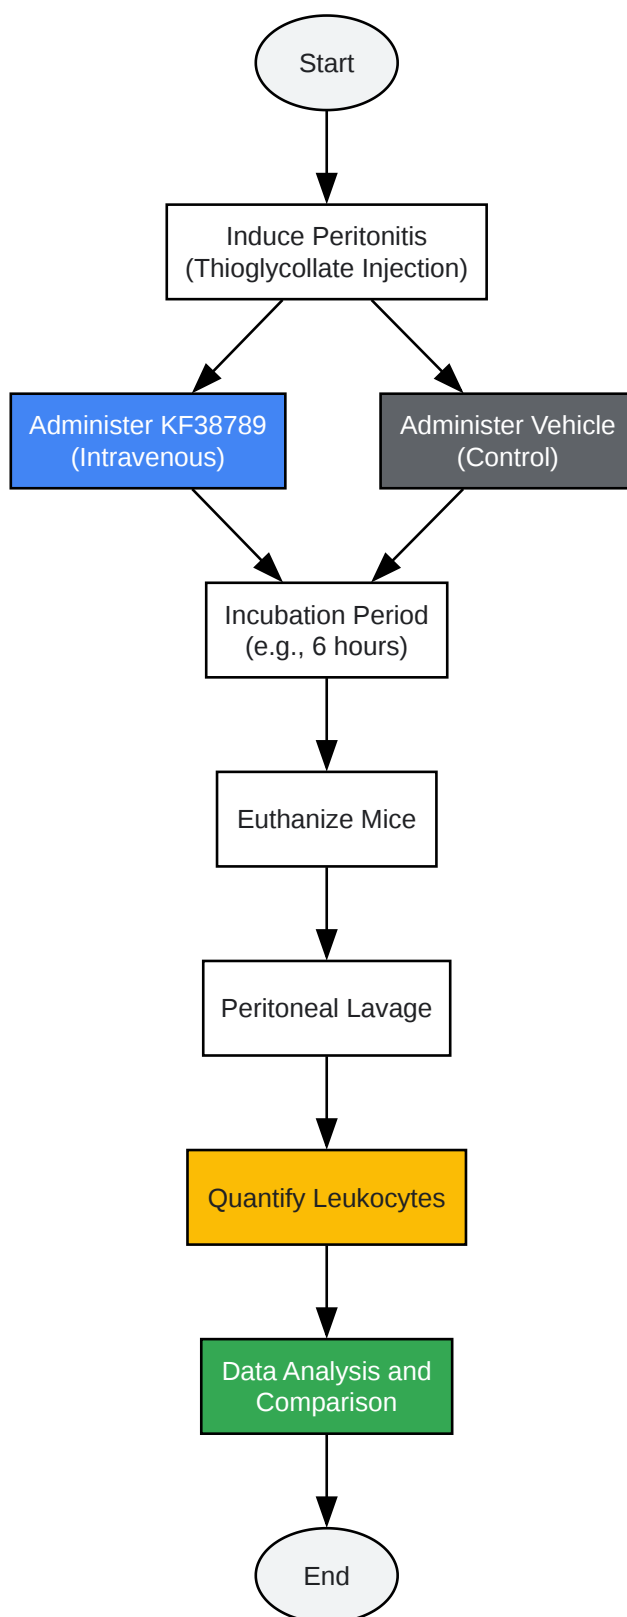 Start
Induce Peritonitis
(Thioglycollate Injection)
Administer KF38789
(Intravenous)
Administer Vehicle
(Control)
Incubation Period
(e.g., 6 hours)
Euthanize Mice
Peritoneal Lavage
Quantify Leukocytes
Data Analysis and
Comparison
End